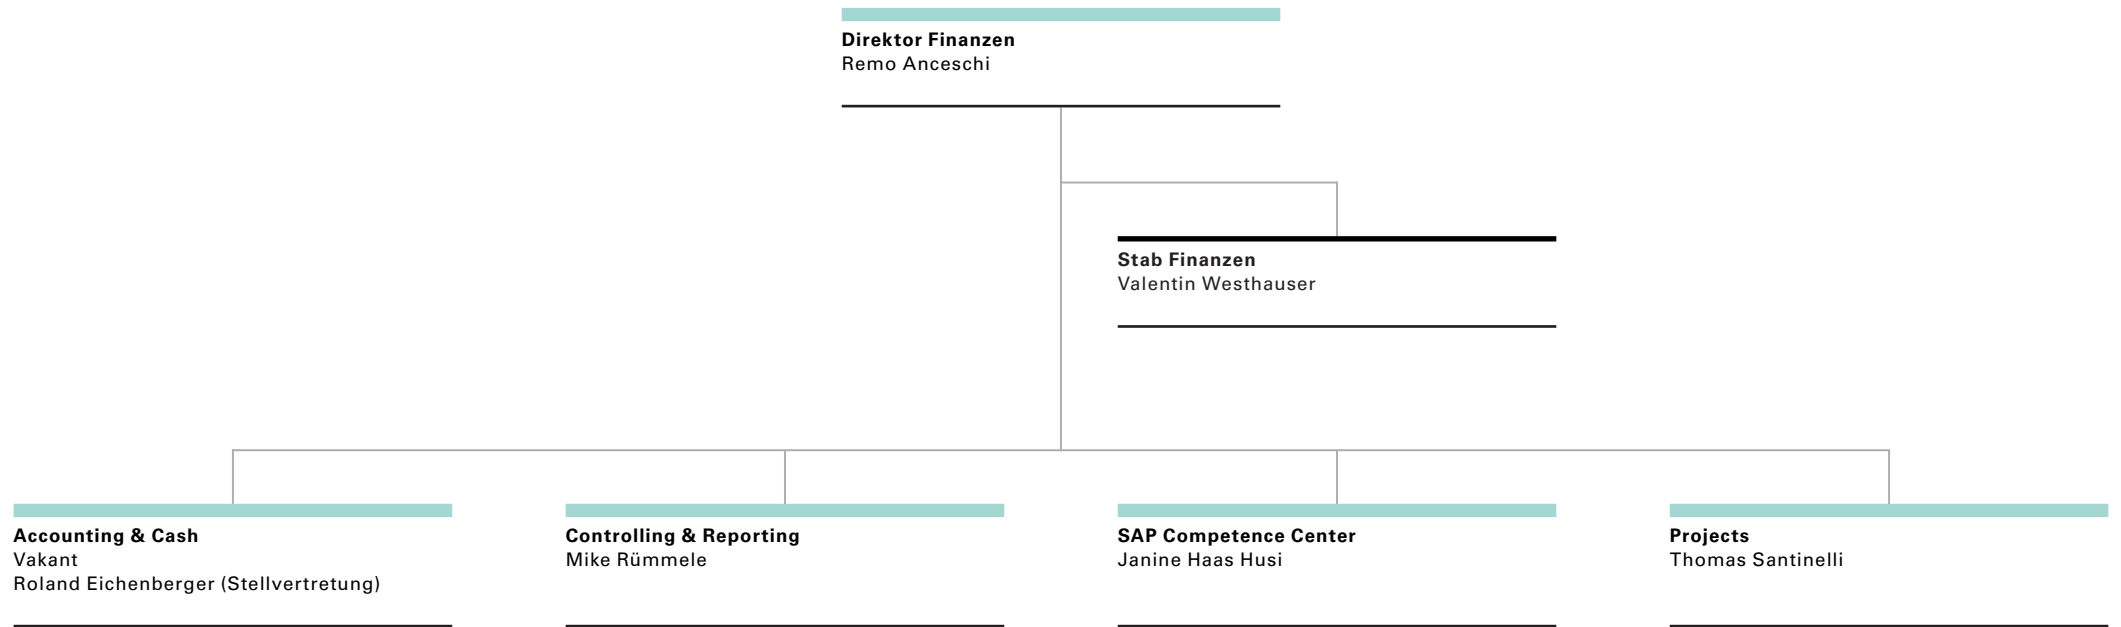 Direktor Finanzen
Remo Anceschi
Stab Finanzen
Valentin Westhauser
Accounting & Cash
Vakant
Roland Eichenberger (Stellvertretung)
Controlling & Reporting
Mike Rümmele
SAP Competence Center
Janine Haas Husi
Projects
Thomas Santinelli